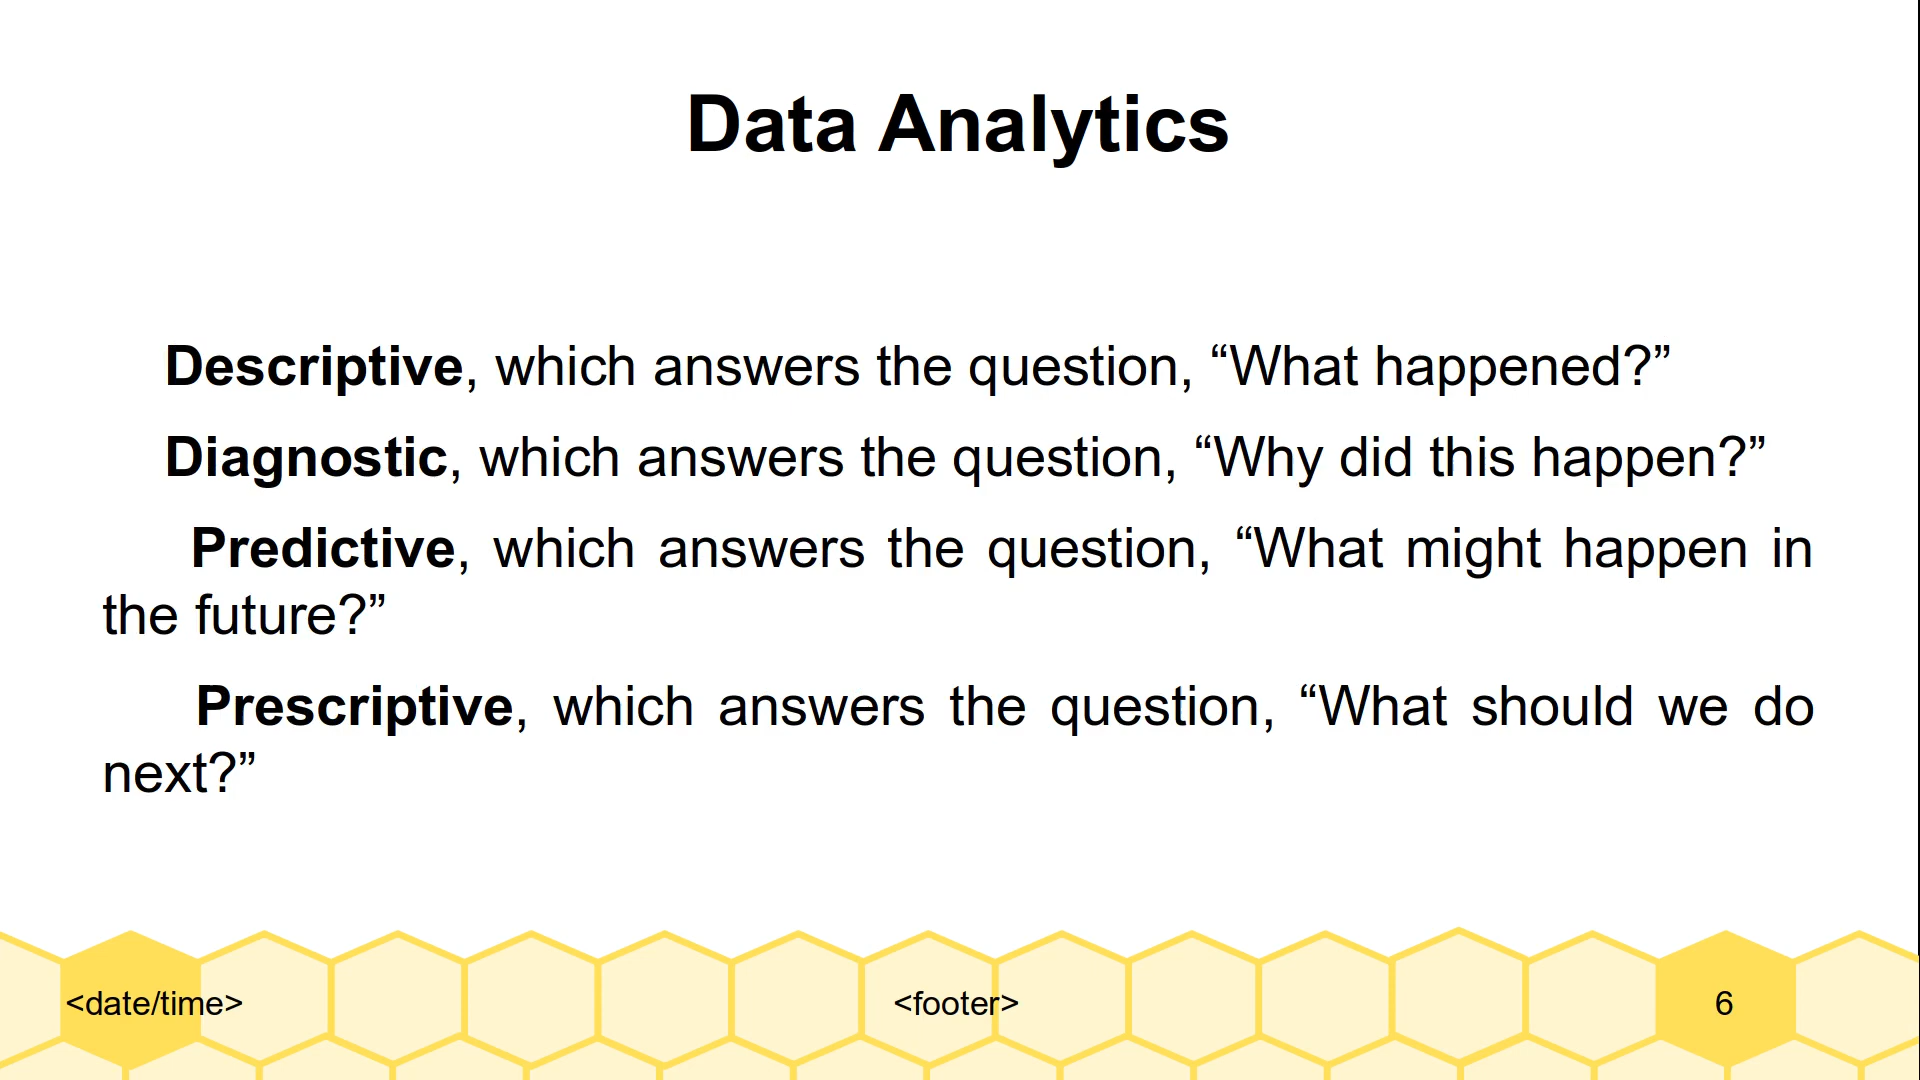 Data Analytics
Descriptive, which answers the question, “What happened?”
Diagnostic, which answers the question, “Why did this happen?”
Predictive, which answers the question, “What might happen in
the future?”
Prescriptive, which answers the question, “What should we do
next?”
<date/time>
<footer>
6